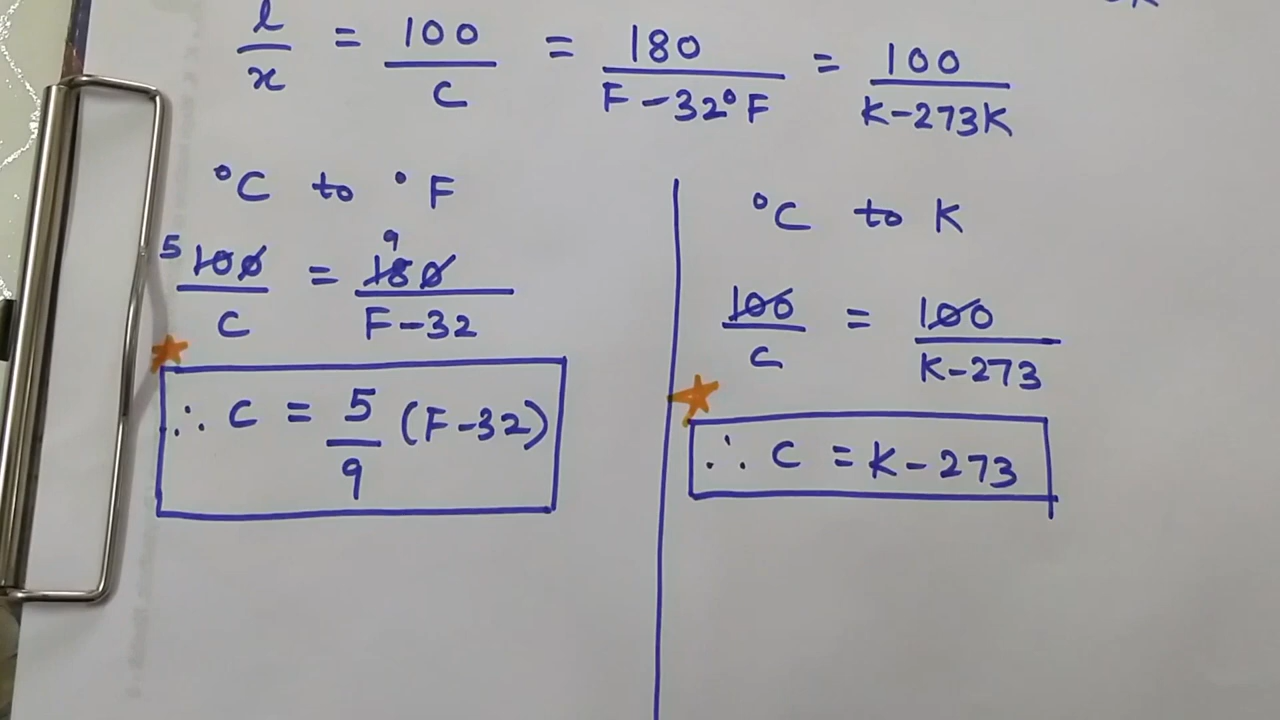 l/x = 100/C = 180/F-32°F = 100/K-273K
°C to °F
5 100/C = 9 180/F-32
∴ C = 5/9 (F-32)
°C to K
100/C = 100/K-273
∴ C = K-273